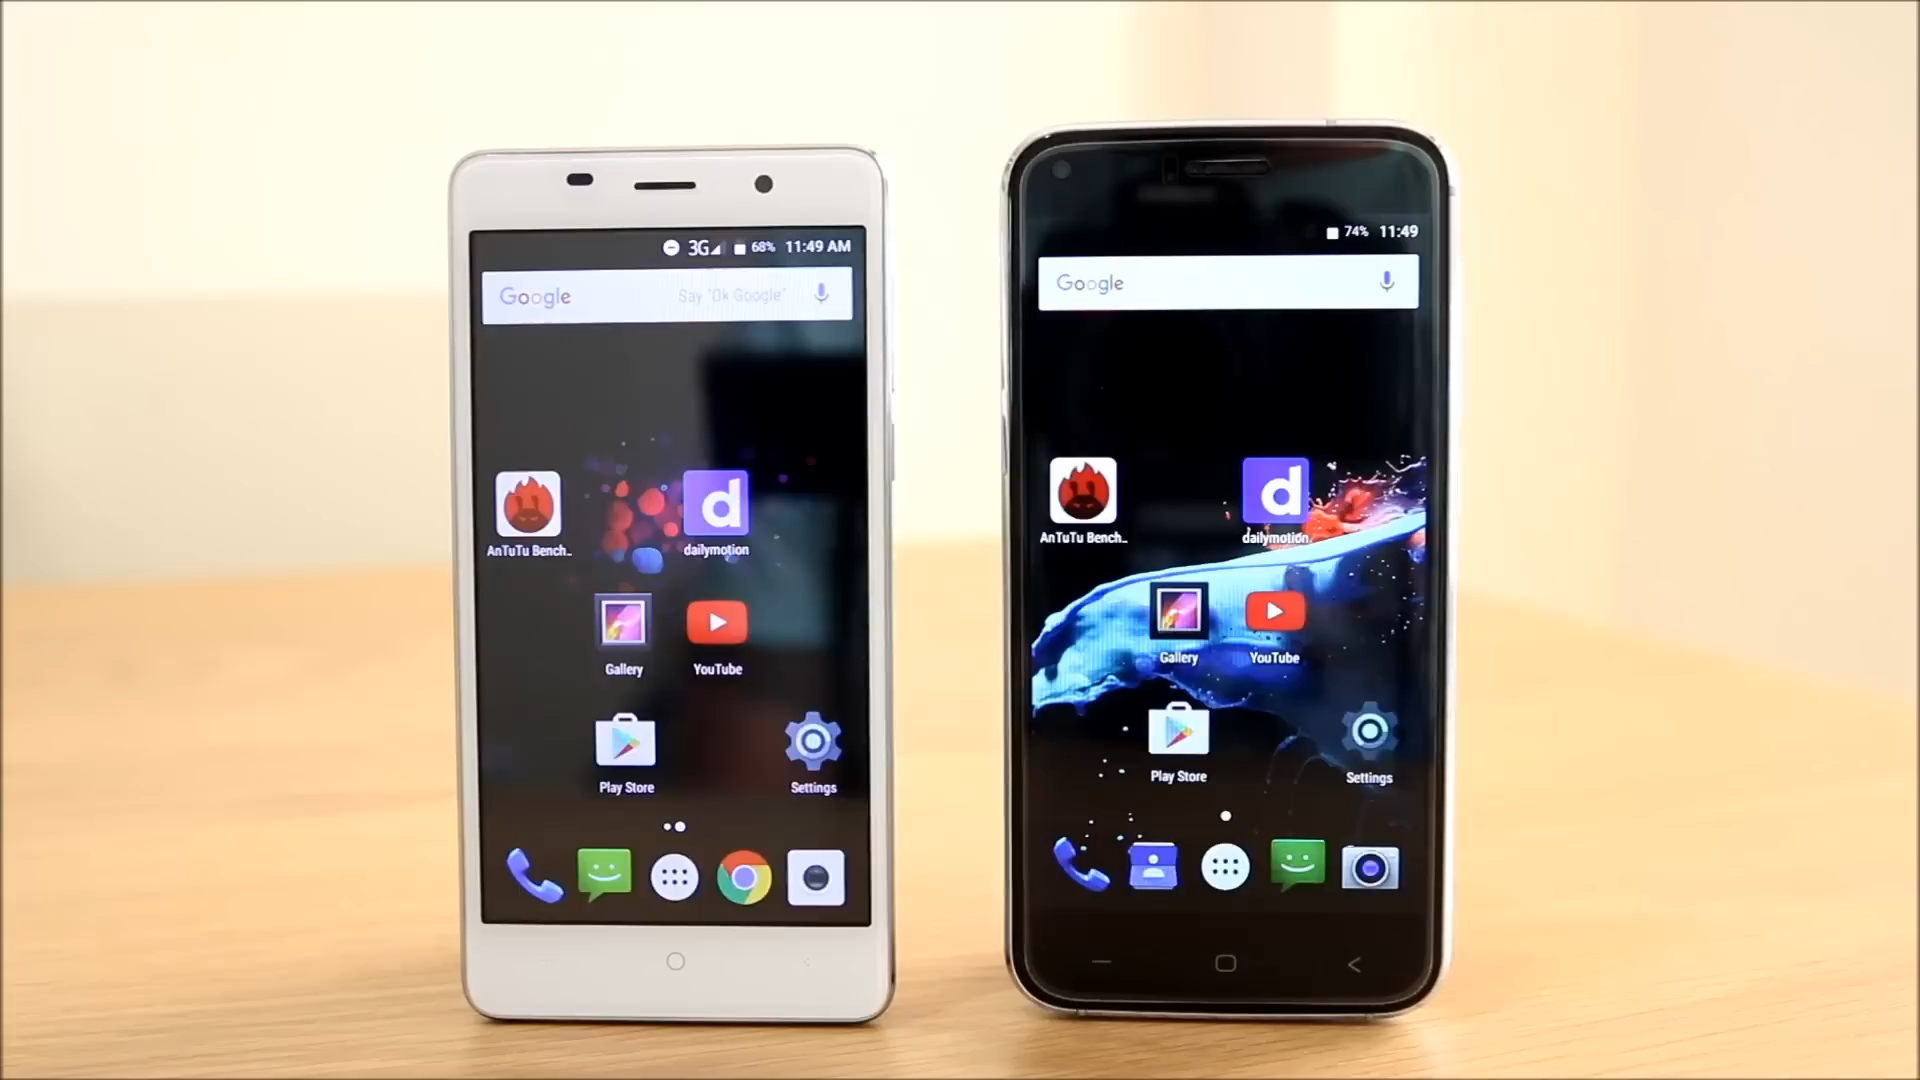 3G 68% 11:49 AM
Google Say "Ok Google"
AnTuTu Bench..
d
dailymotion
Gallery
YouTube
Play Store
Settings
74% 11:49
Google
AnTuTu Bench..
d
dailymotion
Gallery
YouTube
Play Store
Settings